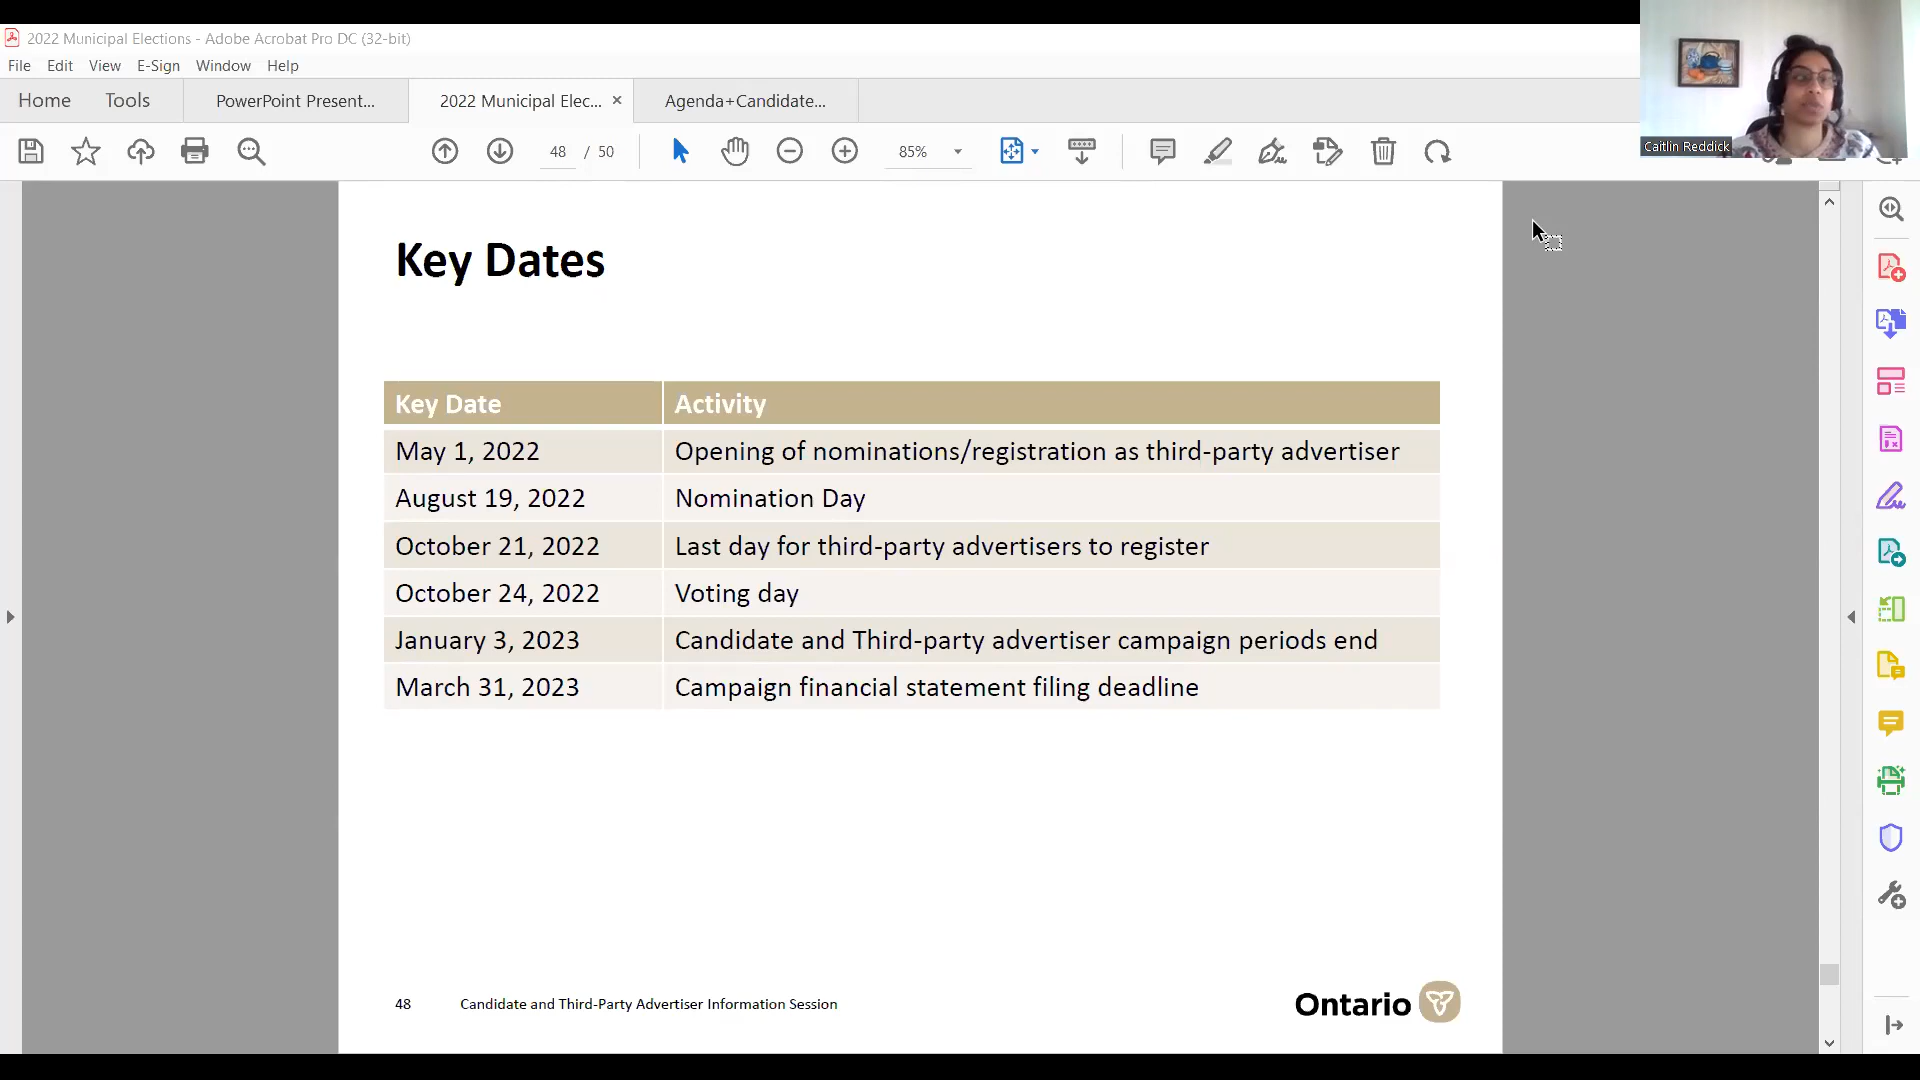 2022 Municipal Elections - Adobe Acrobat Pro DC (32-bit)
File Edit View E-Sign Window Help
Home Tools PowerPoint Present... 2022 Municipal Elec... × Agenda+Candidate...
48 / 50 85%
Caitlin Reddick
Key Dates
Key Date Activity
May 1, 2022 Opening of nominations/registration as third-party advertiser
August 19, 2022 Nomination Day
October 21, 2022 Last day for third-party advertisers to register
October 24, 2022 Voting day
January 3, 2023 Candidate and Third-party advertiser campaign periods end
March 31, 2023 Campaign financial statement filing deadline
48 Candidate and Third-Party Advertiser Information Session
Ontario